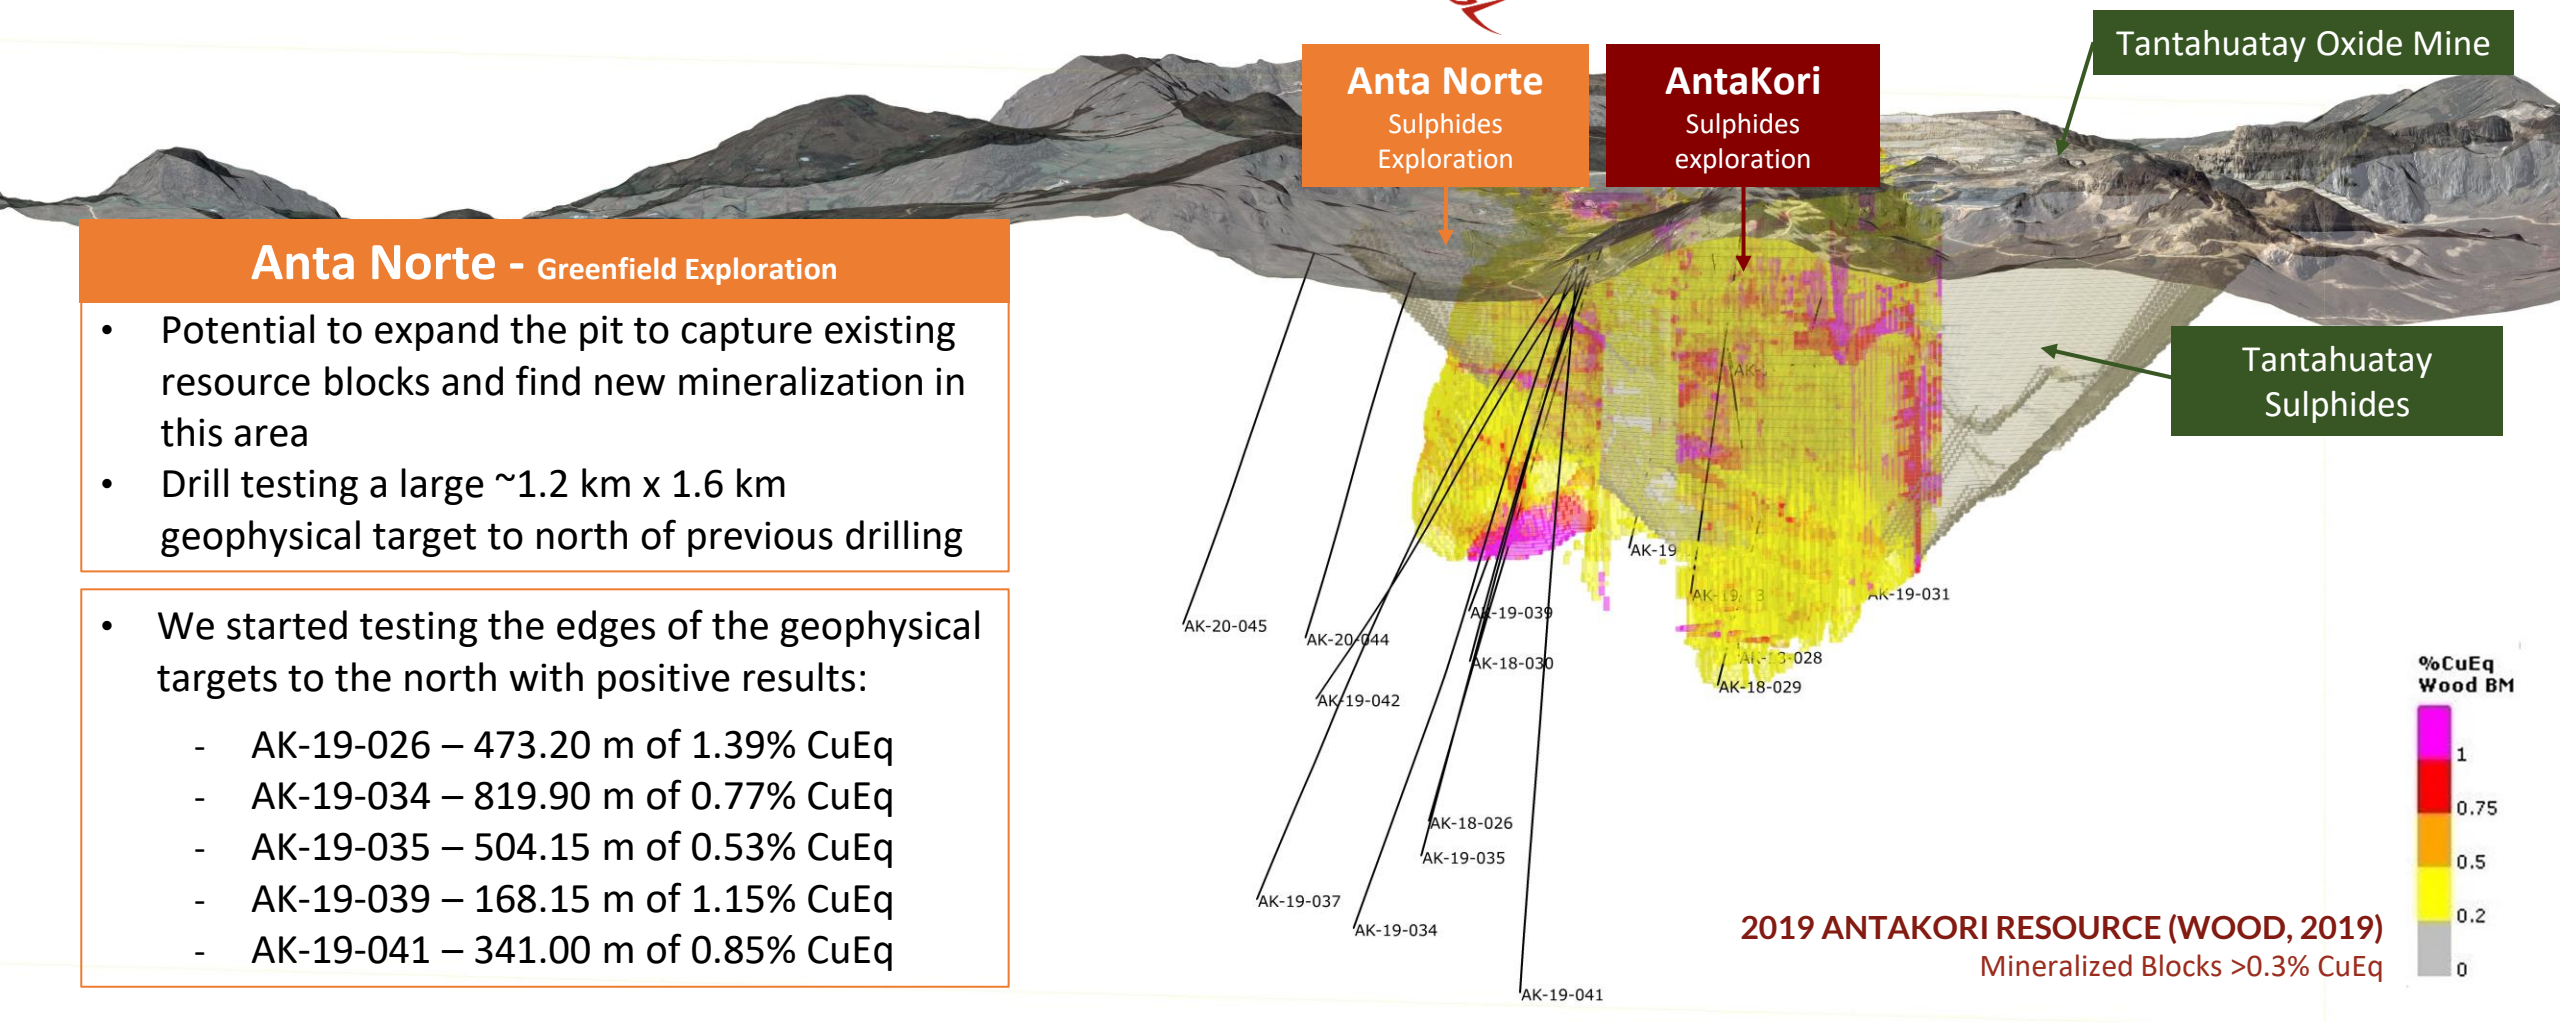 Tantahuatay Oxide Mine
Anta Norte
Sulphides
Exploration
AntaKori
Sulphides
exploration
Anta Norte - Greenfield Exploration
• Potential to expand the pit to capture existing
resource blocks and find new mineralization in
this area
• Drill testing a large ~1.2 km x 1.6 km
geophysical target to north of previous drilling
• We started testing the edges of the geophysical
targets to the north with positive results:
- AK-19-026 – 473.20 m of 1.39% CuEq
- AK-19-034 – 819.90 m of 0.77% CuEq
- AK-19-035 – 504.15 m of 0.53% CuEq
- AK-19-039 – 168.15 m of 1.15% CuEq
- AK-19-041 – 341.00 m of 0.85% CuEq
Tantahuatay
Sulphides
AK-19
AK-19-031
AK-19-039
AK-20-045
AK-20-044
AK-18-030
AK-18-029
AK-19-042
AK-18-026
AK-19-035
AK-19-037
AK-19-034
AK-19-041
%CuEq
Wood BM
1
0.75
0.5
0.2
0
2019 ANTAKORI RESOURCE (WOOD, 2019)
Mineralized Blocks >0.3% CuEq